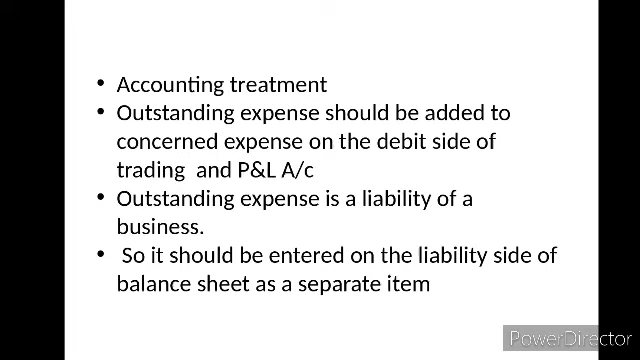 • Accounting treatment
• Outstanding expense should be added to
concerned expense on the debit side of
trading and P&L A/c
• Outstanding expense is a liability of a
business.
• So it should be entered on the liability side of
balance sheet as a separate item
PowerDirector